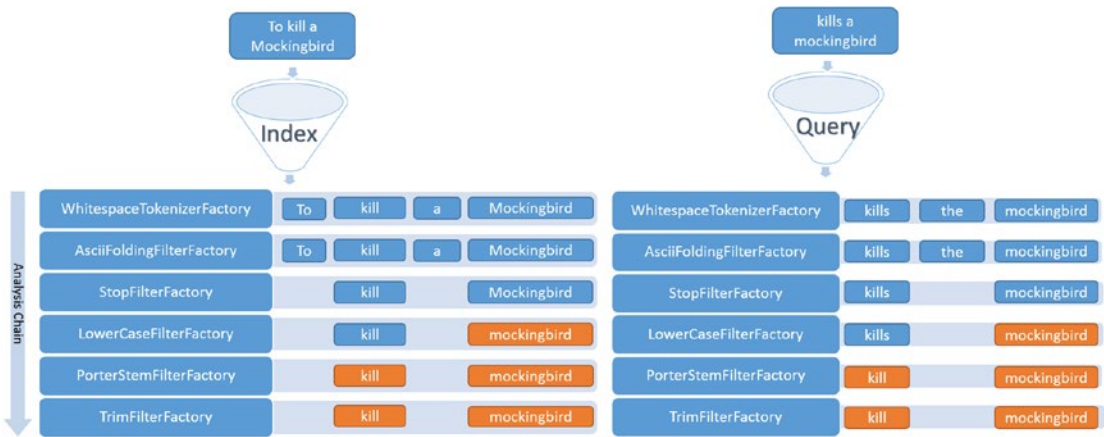 To kill a
Mockingbird
kills a
mockingbird
Index
Query
Analysis Chain
WhitespaceTokenizerFactory To kill a Mockingbird
AsciiFoldingFilterFactory To kill a Mockingbird
StopFilterFactory kill Mockingbird
LowerCaseFilterFactory kill mockingbird
PorterStemFilterFactory kill mockingbird
TrimFilterFactory kill mockingbird
WhitespaceTokenizerFactory kills the mockingbird
AsciiFoldingFilterFactory kills the mockingbird
StopFilterFactory kills mockingbird
LowerCaseFilterFactory kills mockingbird
PorterStemFilterFactory kill mockingbird
TrimFilterFactory kill mockingbird